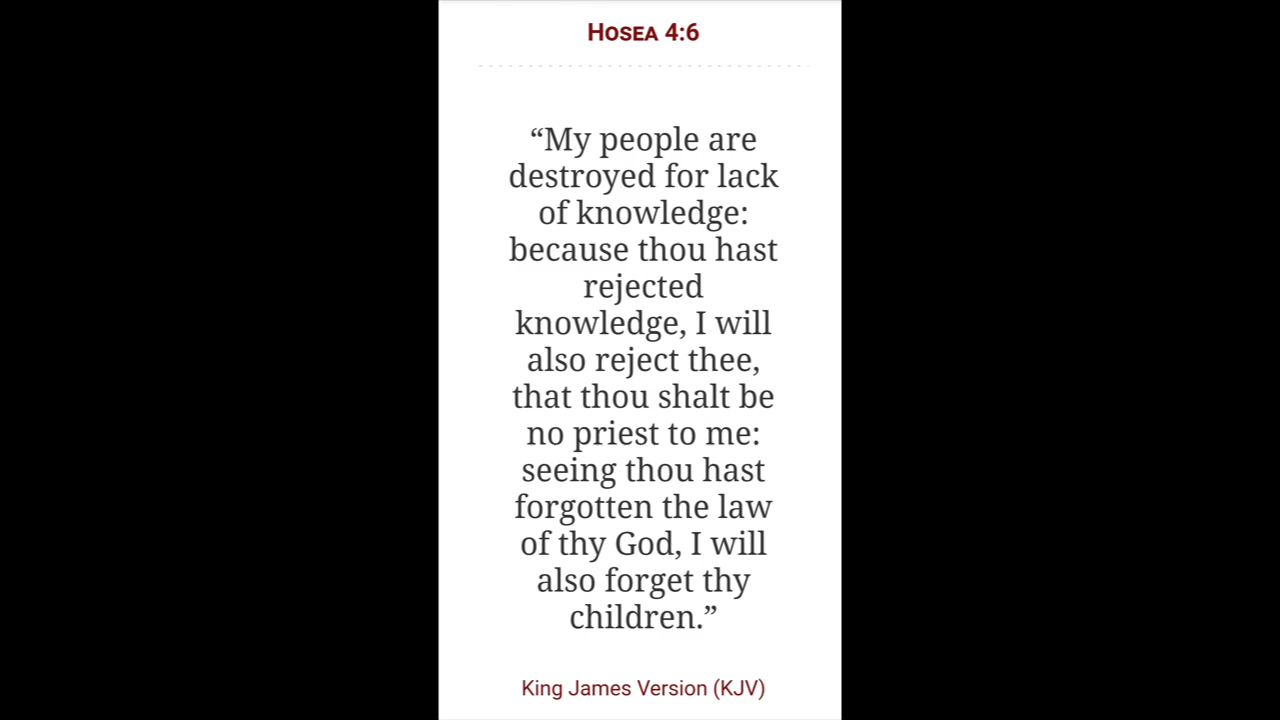 Hosea 4:6
“My people are
destroyed for lack
of knowledge:
because thou hast
rejected
knowledge, I will
also reject thee,
that thou shalt be
no priest to me:
seeing thou hast
forgotten the law
of thy God, I will
also forget thy
children.”
King James Version (KJV)